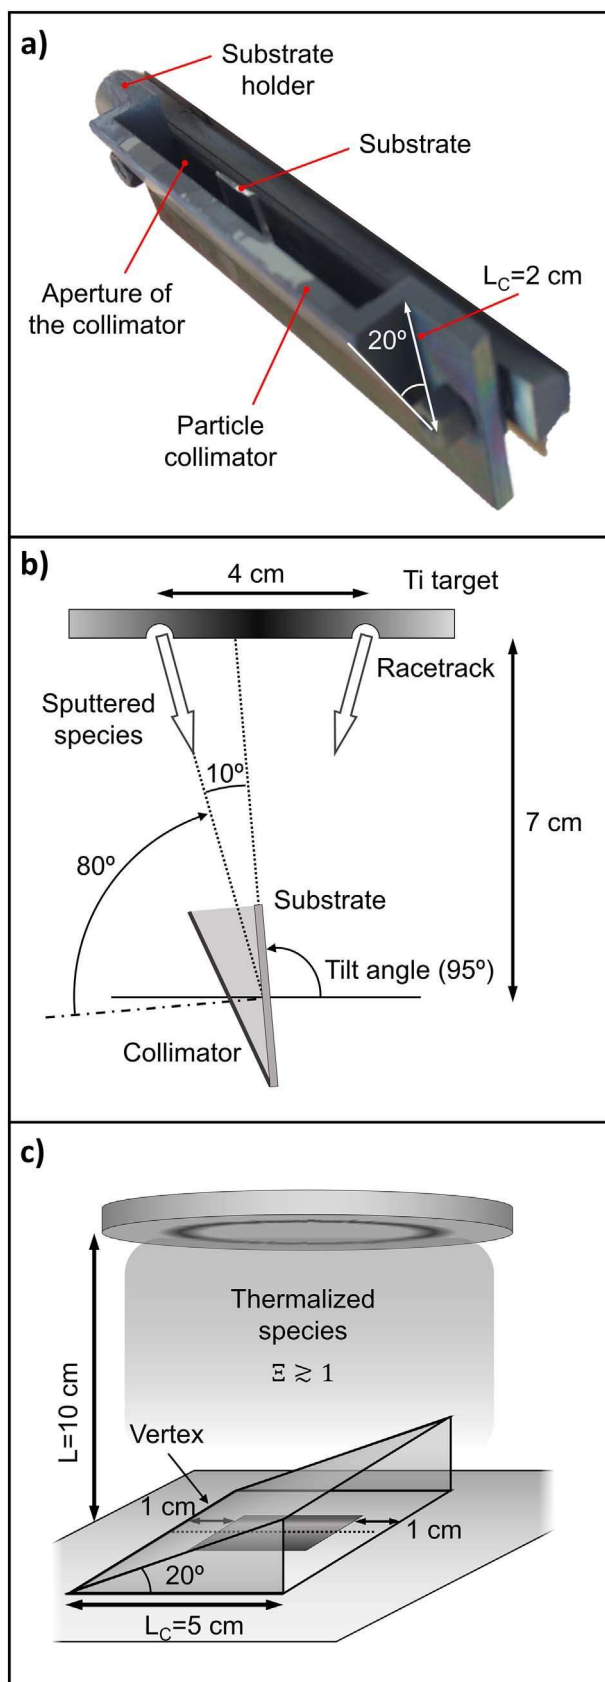 a)
Substrate
holder
Substrate
L_C=2 cm
20º
Aperture of
the collimator
Particle
collimator
b)
4 cm
Ti target
Racetrack
Sputtered
species
10º
7 cm
80º
Substrate
Tilt angle (95º)
Collimator
c)
Thermalized
species
Ξ ≳ 1
L=10 cm
Vertex
1 cm
1 cm
20º
L_C=5 cm